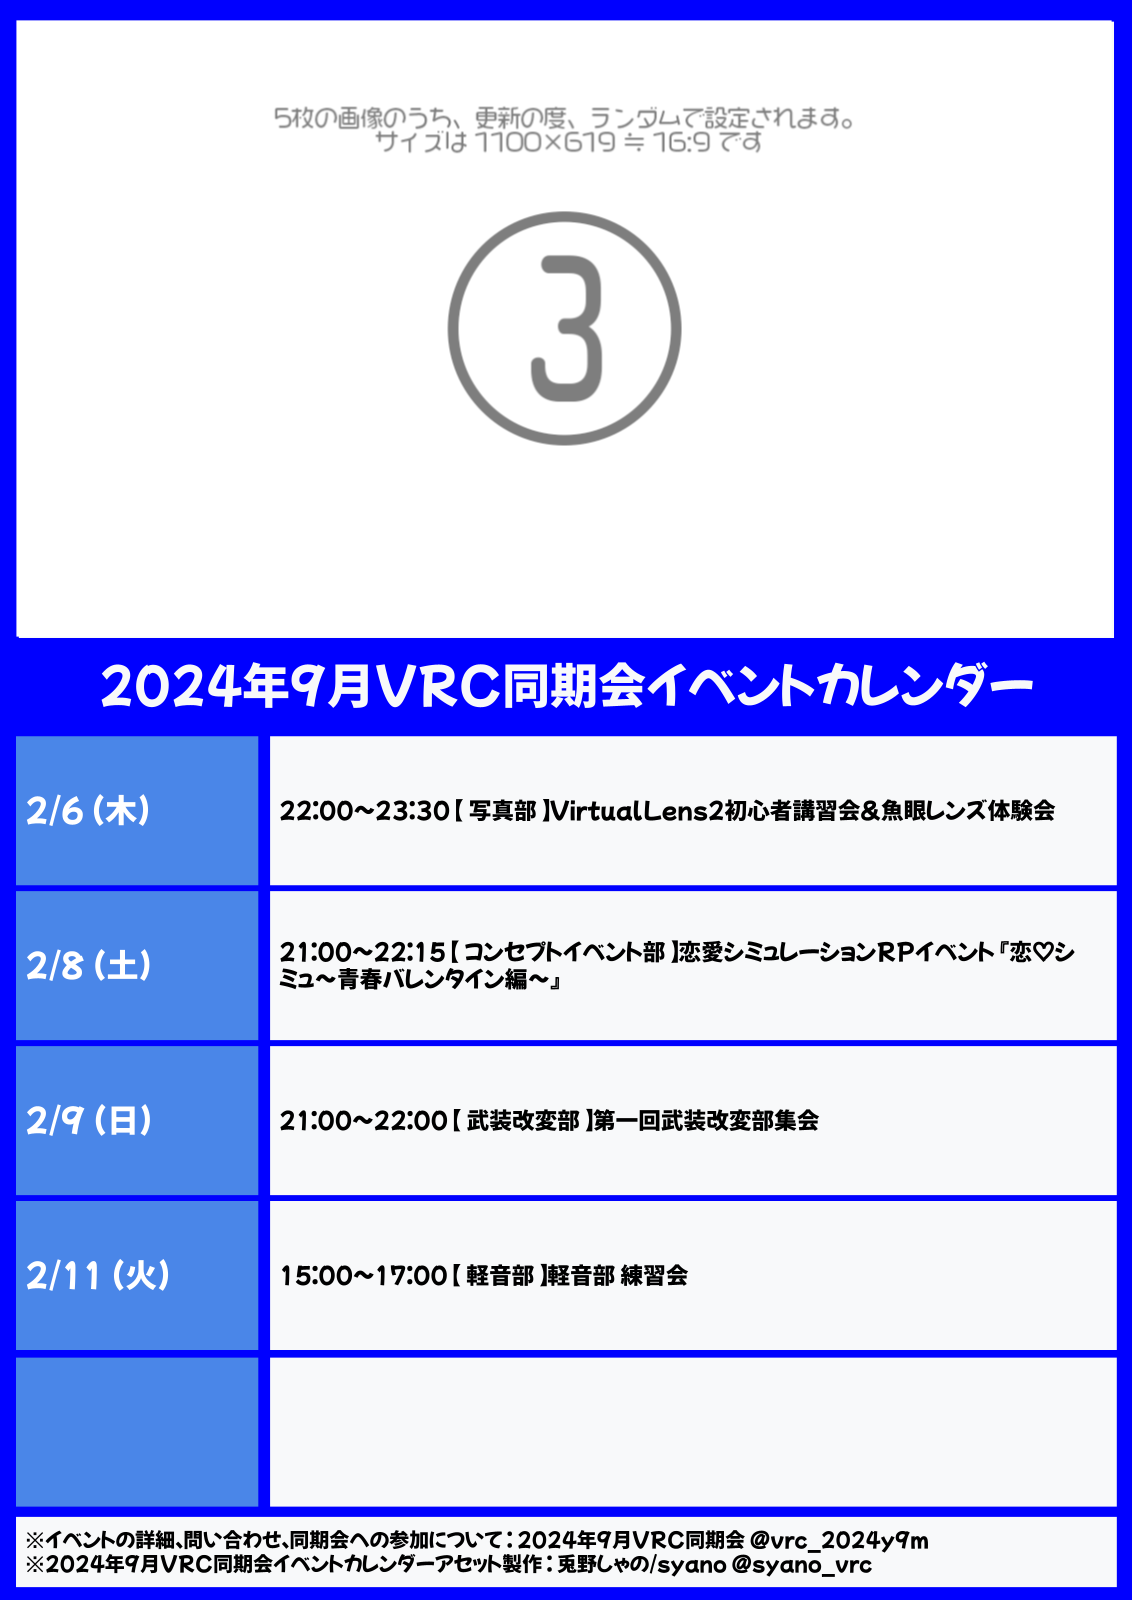 5枚の画像のうち、更新の度、ランダムで設定されます。
サイズは 1100×619 ≒ 16:9 です
3
2024年9月VRC同期会イベントカレンダー
2/6 (木)
22:00～23:30【 写真部 】VirtualLens2初心者講習会&魚眼レンズ体験会
2/8 (土)
21:00～22:15【 コンセプトイベント部 】恋愛シミュレーションRPイベント『恋♡シ
ミュ～青春バレンタイン編～』
2/9 (日)
21:00～22:00【 武装改変部 】第一回武装改変部集会
2/11 (火)
15:00～17:00【 軽音部 】軽音部 練習会
※イベントの詳細、問い合わせ、同期会への参加について：2024年9月VRC同期会 @vrc_2024y9m
※2024年9月VRC同期会イベントカレンダーアセット製作：兎野しゃの/syano @syano_vrc